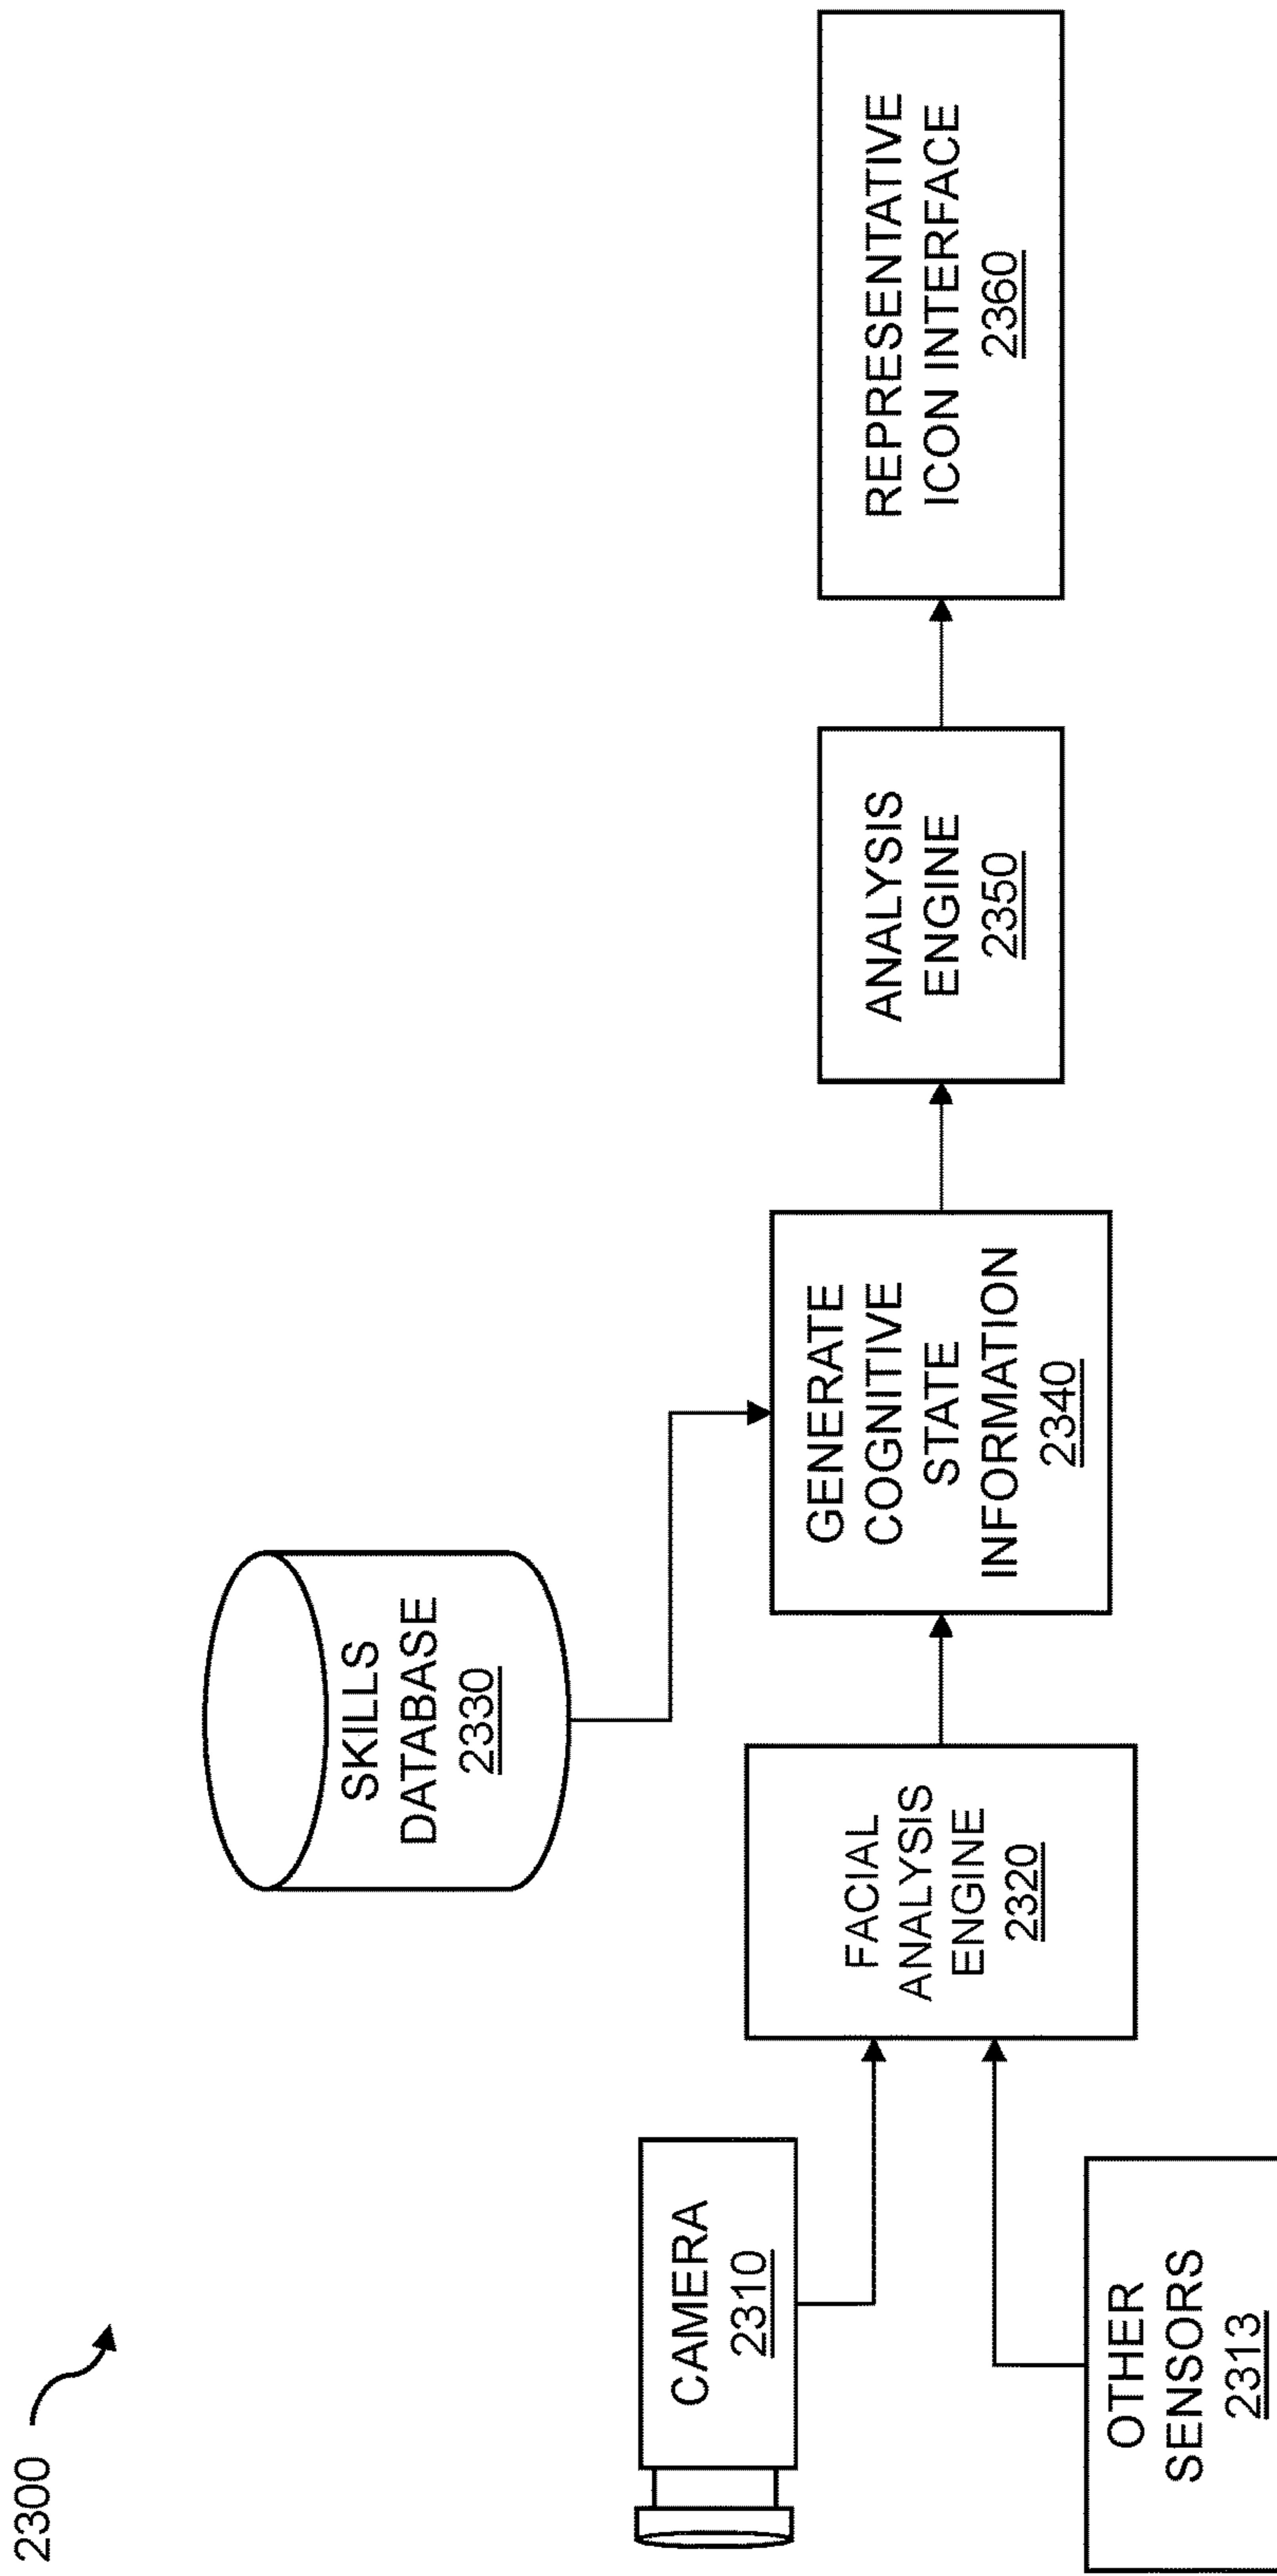 2300
SKILLS
DATABASE
2330
CAMERA
2310
OTHER
SENSORS
2313
FACIAL
ANALYSIS
ENGINE
2320
GENERATE
COGNITIVE
STATE
INFORMATION
2340
ANALYSIS
ENGINE
2350
REPRESENTATIVE
ICON INTERFACE
2360